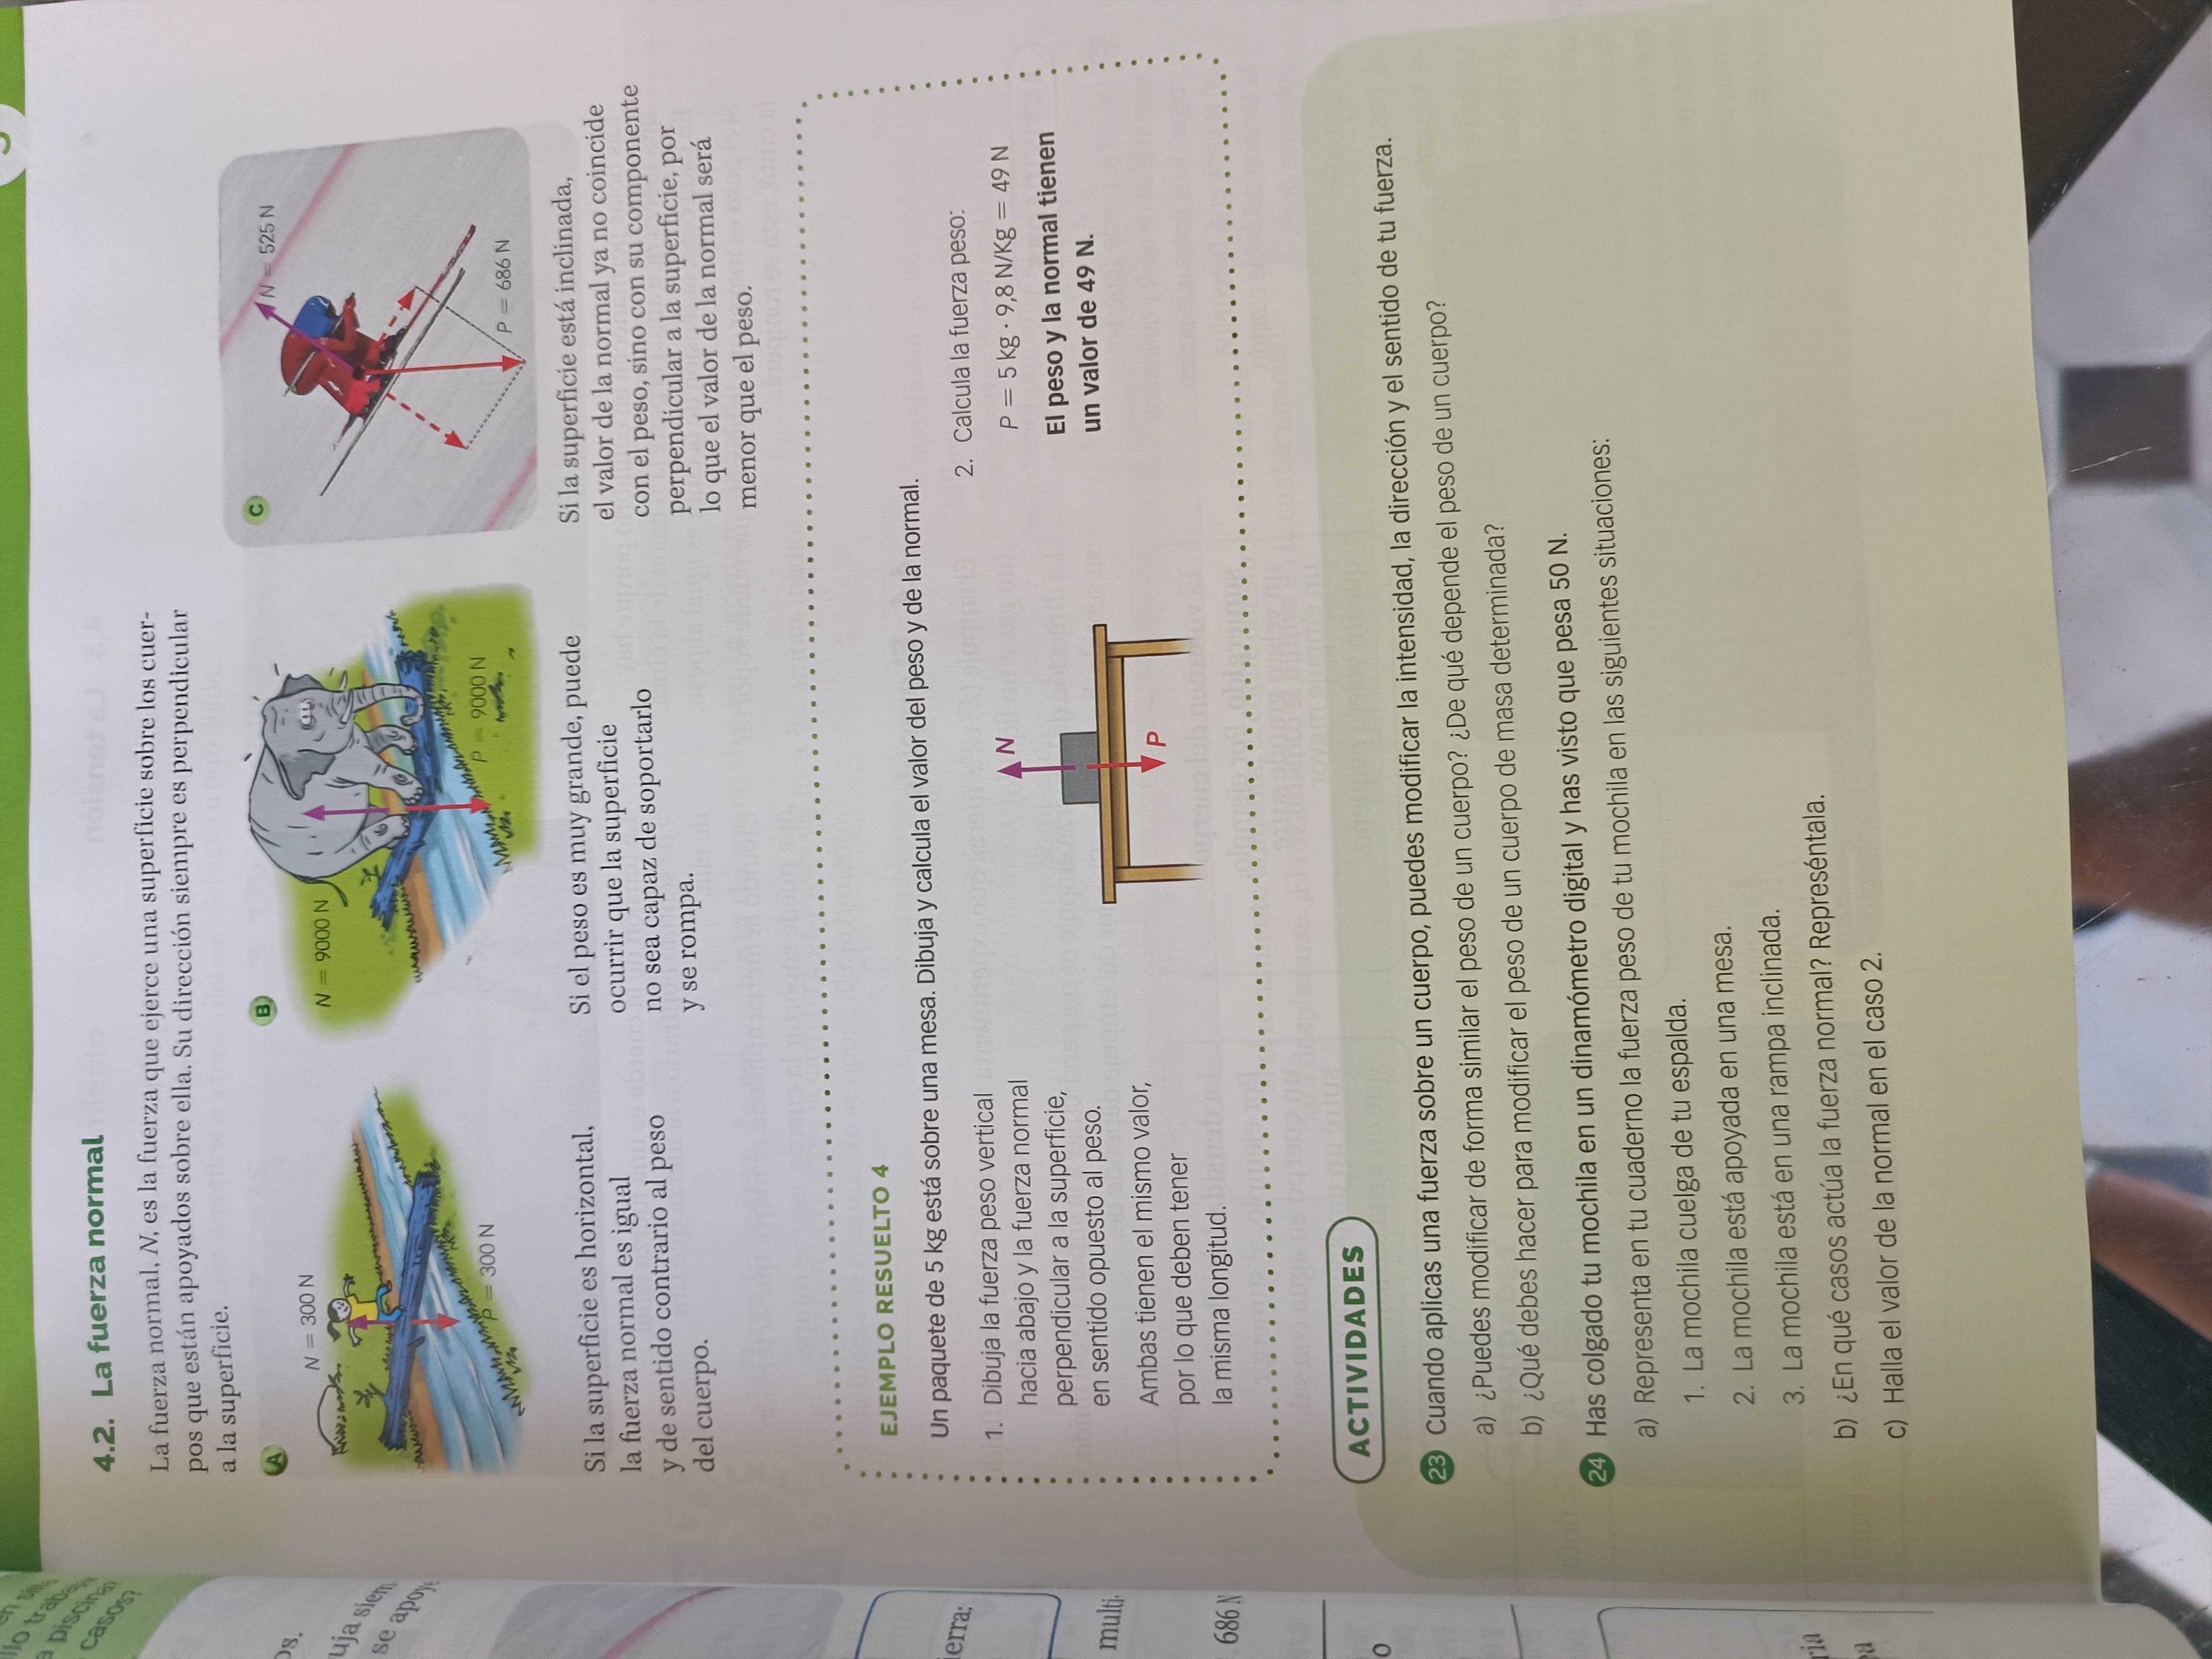 4.2. La fuerza normal
La fuerza normal, N, es la fuerza que ejerce una superficie sobre los cuer-
pos que están apoyados sobre ella. Su dirección siempre es perpendicular
a la superficie.
A
N = 300 N
P = 300 N
Si la superficie es horizontal,
la fuerza normal es igual
y de sentido contrario al peso
del cuerpo.
B
N = 9000 N
P = 9000 N
Si el peso es muy grande, puede
ocurrir que la superficie
no sea capaz de soportarlo
y se rompa.
C
N = 525 N
P = 686 N
Si la superficie está inclinada,
el valor de la normal ya no coincide
con el peso, sino con su componente
perpendicular a la superficie, por
lo que el valor de la normal será
menor que el peso.
EJEMPLO RESUELTO 4
Un paquete de 5 kg está sobre una mesa. Dibuja y calcula el valor del peso y de la normal.
1. Dibuja la fuerza peso vertical
hacia abajo y la fuerza normal
perpendicular a la superficie,
en sentido opuesto al peso.
Ambas tienen el mismo valor,
por lo que deben tener
la misma longitud.
N
P
2. Calcula la fuerza peso:
P = 5 kg · 9,8 N/Kg = 49 N
El peso y la normal tienen
un valor de 49 N.
ACTIVIDADES
23 Cuando aplicas una fuerza sobre un cuerpo, puedes modificar la intensidad, la dirección y el sentido de tu fuerza.
a) ¿Puedes modificar de forma similar el peso de un cuerpo? ¿De qué depende el peso de un cuerpo?
b) ¿Qué debes hacer para modificar el peso de un cuerpo de masa determinada?
24 Has colgado tu mochila en un dinamómetro digital y has visto que pesa 50 N.
a) Representa en tu cuaderno la fuerza peso de tu mochila en las siguientes situaciones:
1. La mochila cuelga de tu espalda.
2. La mochila está apoyada en una mesa.
3. La mochila está en una rampa inclinada.
b) ¿En qué casos actúa la fuerza normal? Represéntala.
c) Halla el valor de la normal en el caso 2.
casos?
se apoye
erra:
multi-
686 N